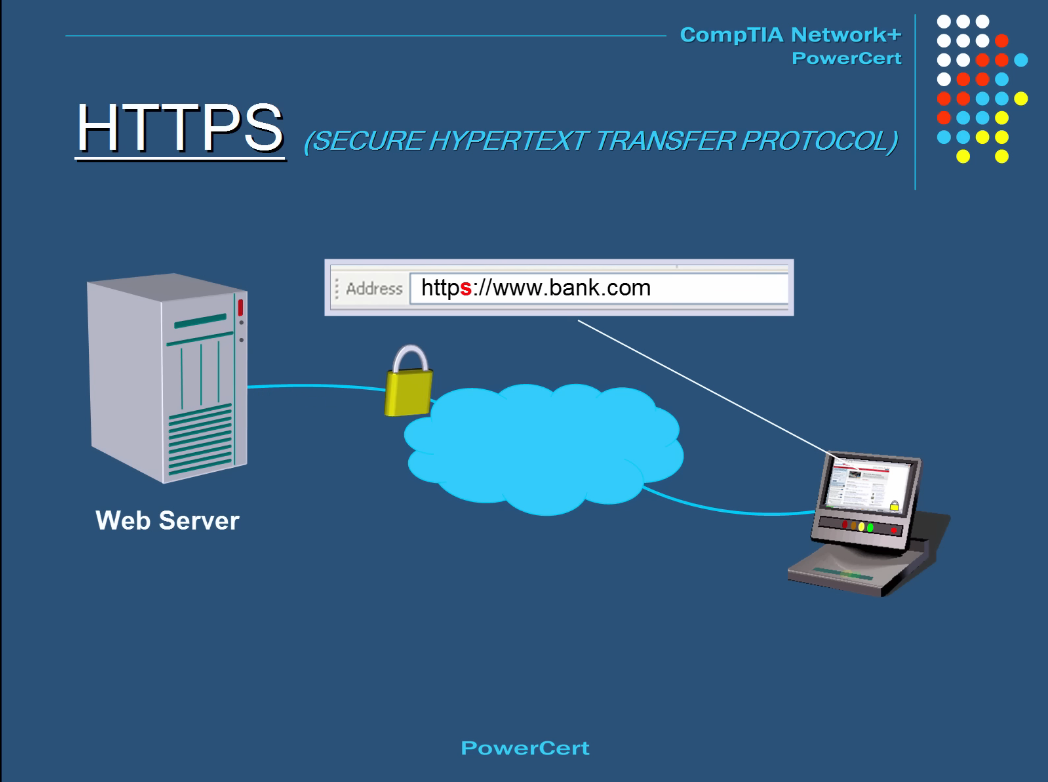 CompTIA Network+
PowerCert
HTTPS (SECURE HYPERTEXT TRANSFER PROTOCOL)
Address https://www.bank.com
Web Server
PowerCert